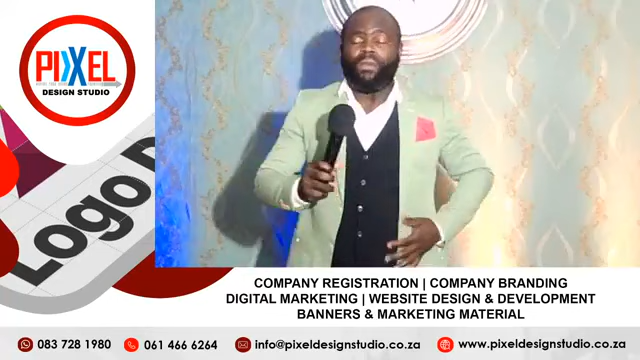 PIXXEL
DESIGN STUDIO
Logo D
COMPANY REGISTRATION | COMPANY BRANDING
DIGITAL MARKETING | WEBSITE DESIGN & DEVELOPMENT
BANNERS & MARKETING MATERIAL
083 728 1980
061 466 6264
info@pixeldesignstudio.co.za
www.pixeldesignstudio.co.za